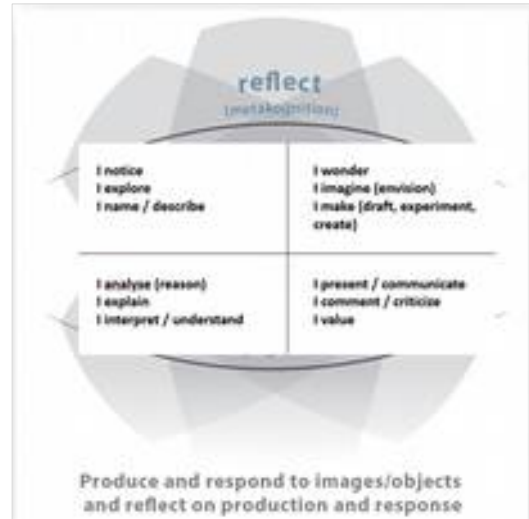 reflect
(metakognition)
I notice
I explore
I name / describe
I wonder
I imagine (envision)
I make (draft, experiment,
create)
I analyse (reason)
I explain
I interpret / understand
I present / communicate
I comment / criticize
I value
Produce and respond to images/objects
and reflect on production and response